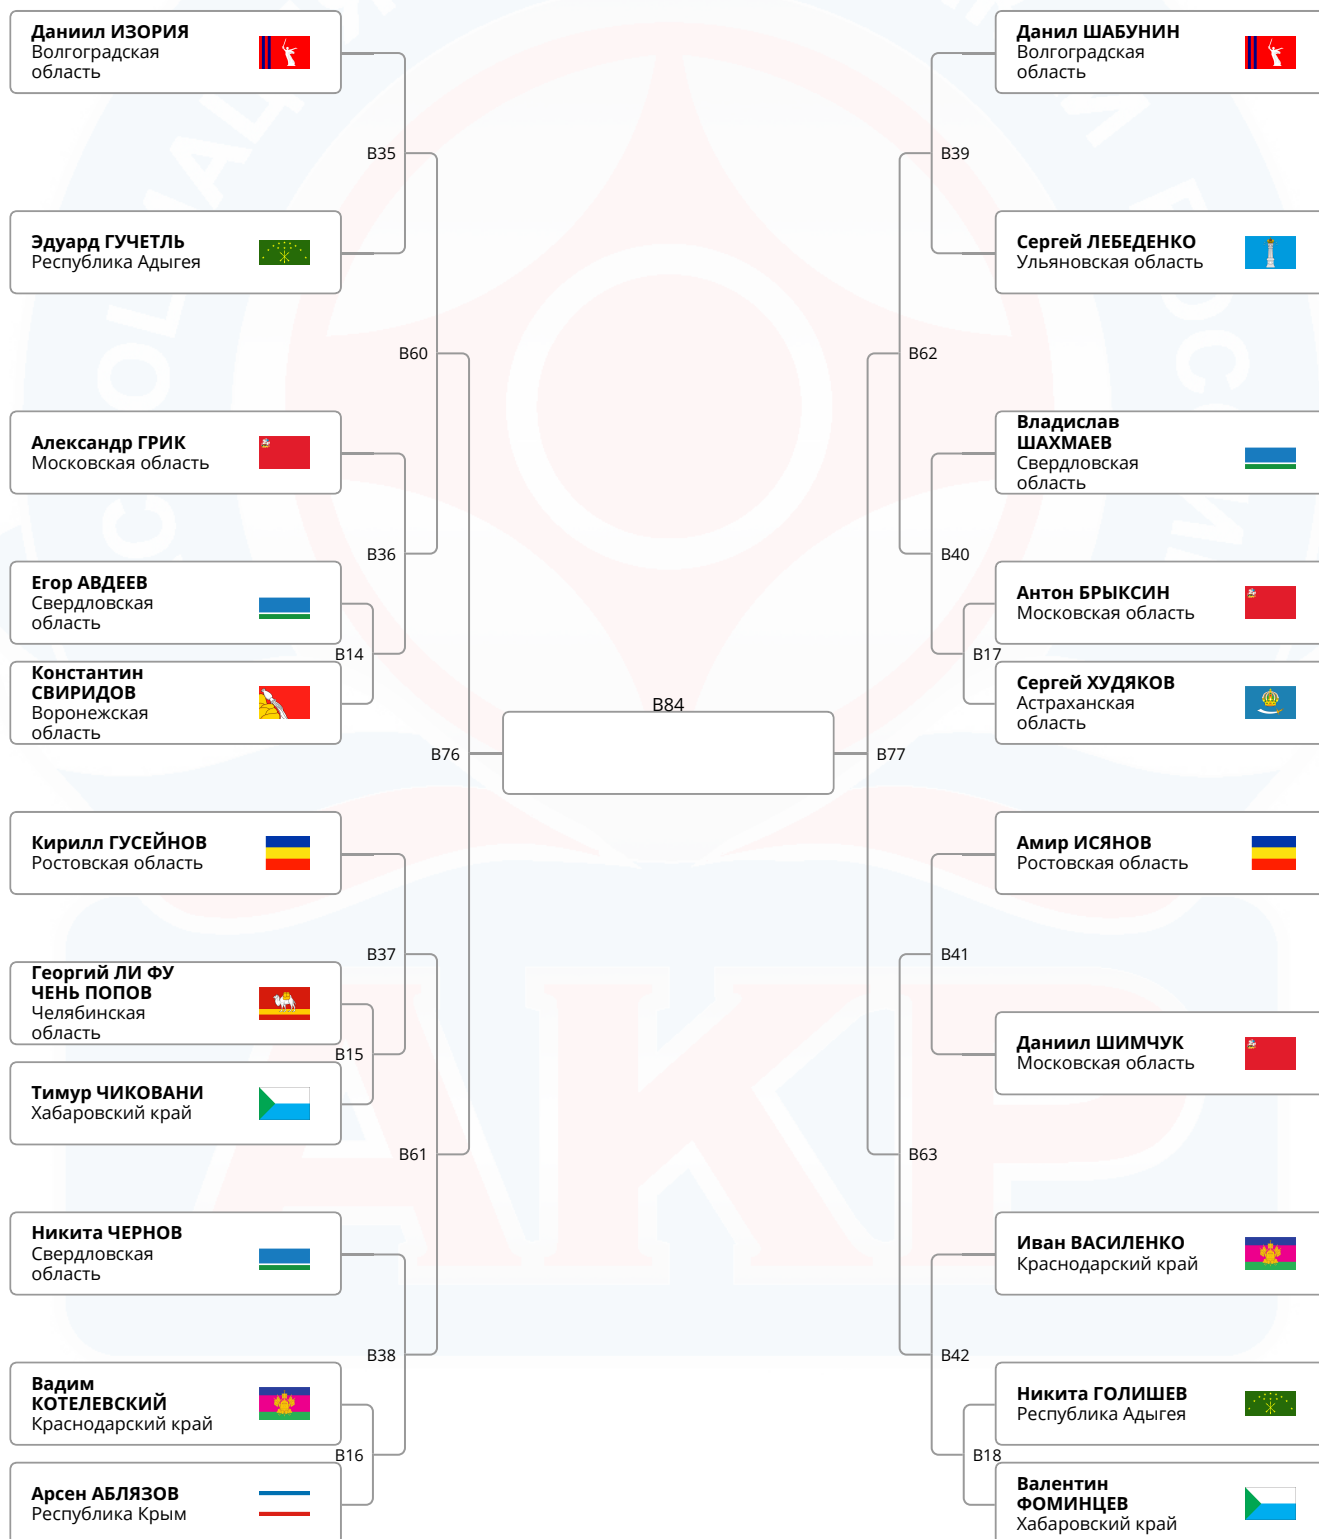 Даниил ИЗОРИЯ
Волгоградская
область
B35
Эдуард ГУЧЕТЛЬ
Республика Адыгея
B60
Александр ГРИК
Московская область
B36
Егор АВДЕЕВ
Свердловская
область
B14
Константин
СВИРИДОВ
Воронежская
область
B76
Кирилл ГУСЕЙНОВ
Ростовская область
B37
Георгий ЛИ ФУ
ЧЕНЬ ПОПОВ
Челябинская
область
B15
Тимур ЧИКОВАНИ
Хабаровский край
B61
Никита ЧЕРНОВ
Свердловская
область
B38
Вадим
КОТЕЛЕВСКИЙ
Краснодарский край
B16
Арсен АБЛЯЗОВ
Республика Крым
B84
Данил ШАБУНИН
Волгоградская
область
B39
Сергей ЛЕБЕДЕНКО
Ульяновская область
B62
Владислав
ШАХМАЕВ
Свердловская
область
B40
Антон БРЫКСИН
Московская область
B17
Сергей ХУДЯКОВ
Астраханская
область
B77
Амир ИСЯНОВ
Ростовская область
B41
Даниил ШИМЧУК
Московская область
B63
Иван ВАСИЛЕНКО
Краснодарский край
B42
Никита ГОЛИШЕВ
Республика Адыгея
B18
Валентин
ФОМИНЦЕВ
Хабаровский край
АКР